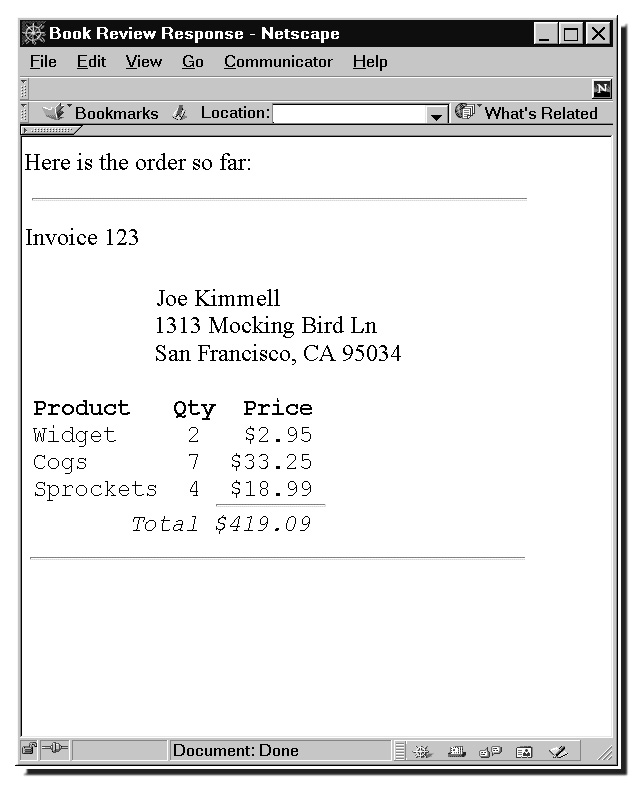 Book Review Response - Netscape
File Edit View Go Communicator Help
N
Bookmarks Location: What's Related
Here is the order so far:
Invoice 123
Joe Kimmell
1313 Mocking Bird Ln
San Francisco, CA 95034
Product Qty Price
Widget 2 $2.95
Cogs 7 $33.25
Sprockets 4 $18.99
Total $419.09
Document: Done